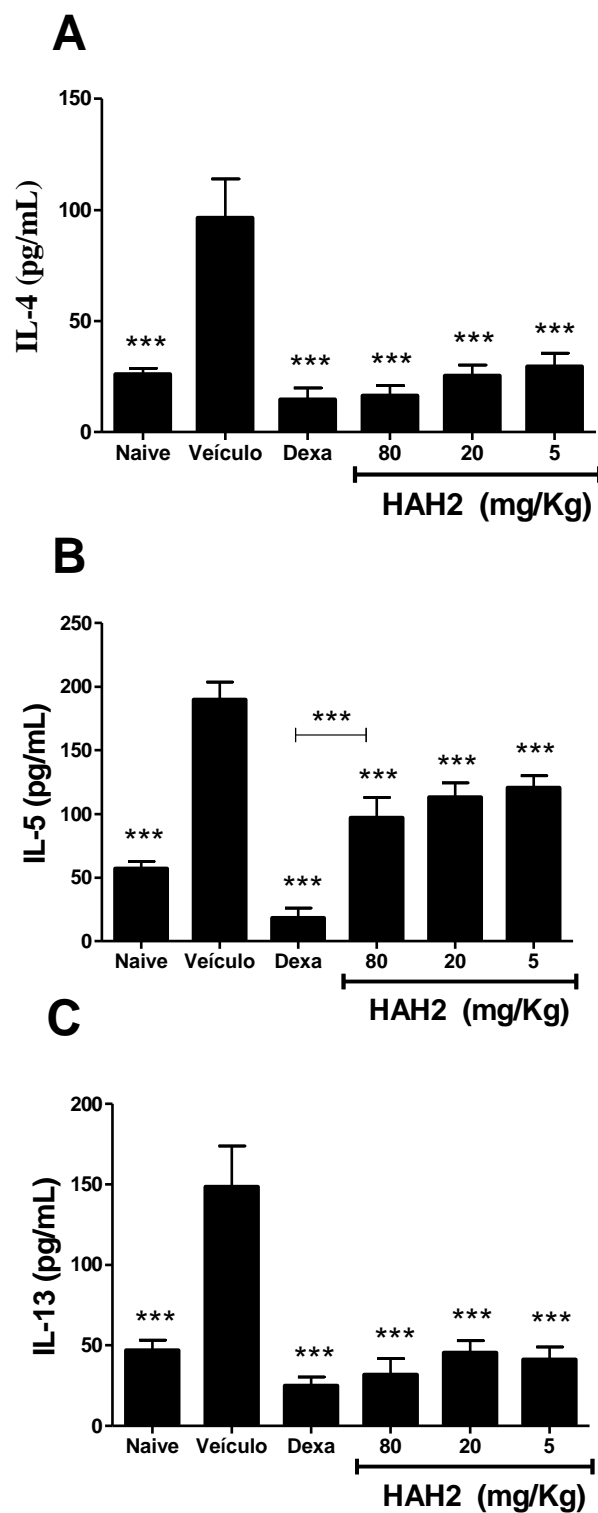 A
IL-4 (pg/mL)
150
100
50
0
*** *** *** *** ***
Naive Veículo Dexa 80 20 5
HAH2 (mg/Kg)
B
IL-5 (pg/mL)
250
200
150
100
50
0
***
*** *** *** *** ***
Naive Veículo Dexa 80 20 5
HAH2 (mg/Kg)
C
IL-13 (pg/mL)
200
150
100
50
0
*** *** *** *** ***
Naive Veículo Dexa 80 20 5
HAH2 (mg/Kg)